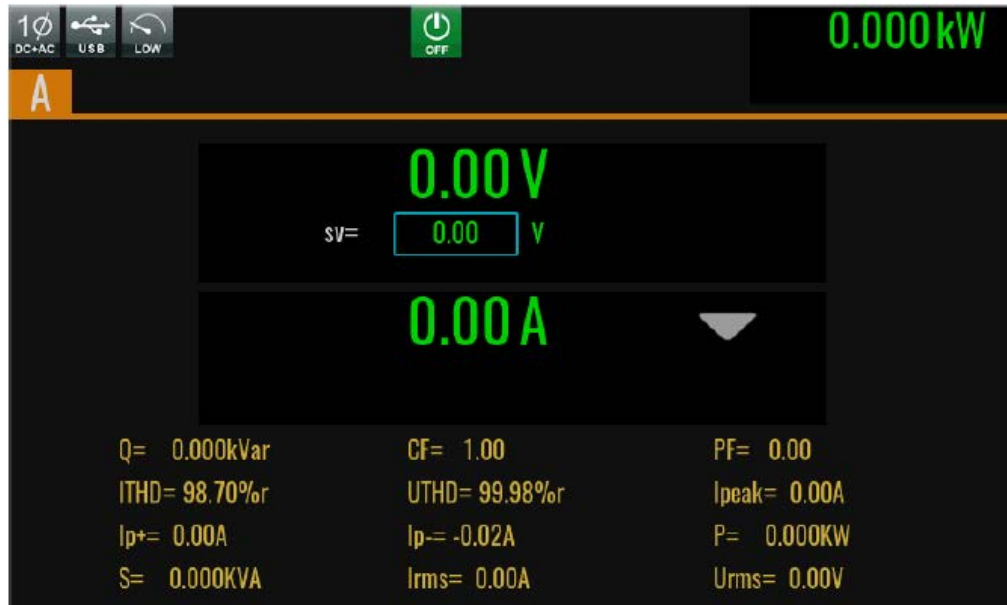 1Ø
DC+AC
USB
LOW
OFF
0.000 kW
A
0.00 V
sv= 0.00 V
0.00 A
Q= 0.000kVar CF= 1.00 PF= 0.00
ITHD= 98.70%r UTHD= 99.98%r Ipeak= 0.00A
Ip+= 0.00A Ip-= -0.02A P= 0.000KW
S= 0.000KVA Irms= 0.00A Urms= 0.00V